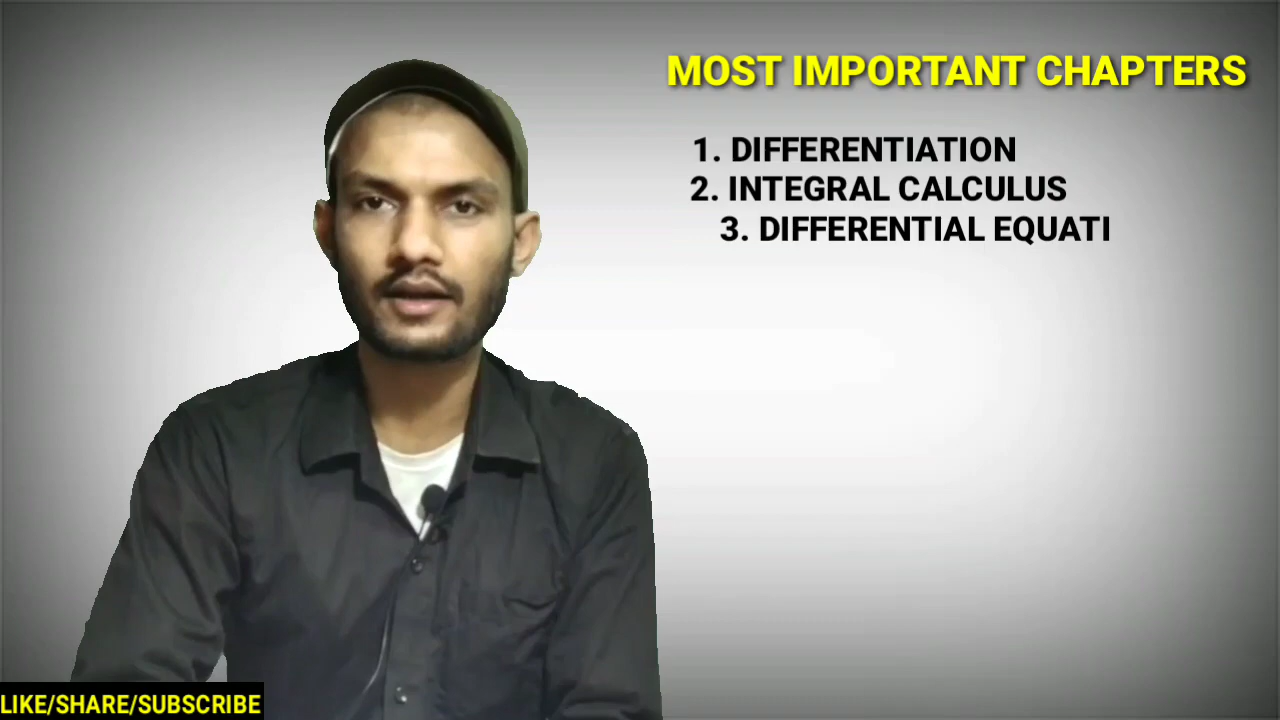 MOST IMPORTANT CHAPTERS
1. DIFFERENTIATION
2. INTEGRAL CALCULUS
3. DIFFERENTIAL EQUATI
LIKE/SHARE/SUBSCRIBE